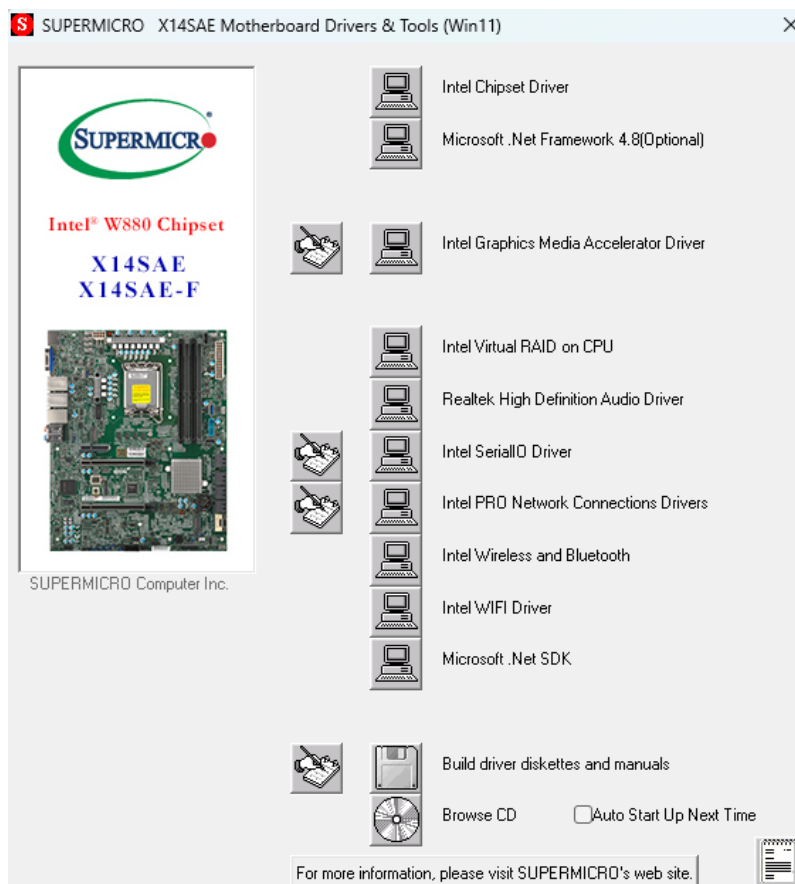 S SUPERMICRO X14SAE Motherboard Drivers & Tools (Win11)
SUPERMICR
Intel® W880 Chipset
X14SAE
X14SAE-F
SUPERMICRO Computer Inc.
Intel Chipset Driver
Microsoft .Net Framework 4.8(Optional)
Intel Graphics Media Accelerator Driver
Intel Virtual RAID on CPU
Realtek High Definition Audio Driver
Intel SerialIO Driver
Intel PRO Network Connections Drivers
Intel Wireless and Bluetooth
Intel WIFI Driver
Microsoft .Net SDK
Build driver diskettes and manuals
Browse CD Auto Start Up Next Time
For more information, please visit SUPERMICRO's web site.